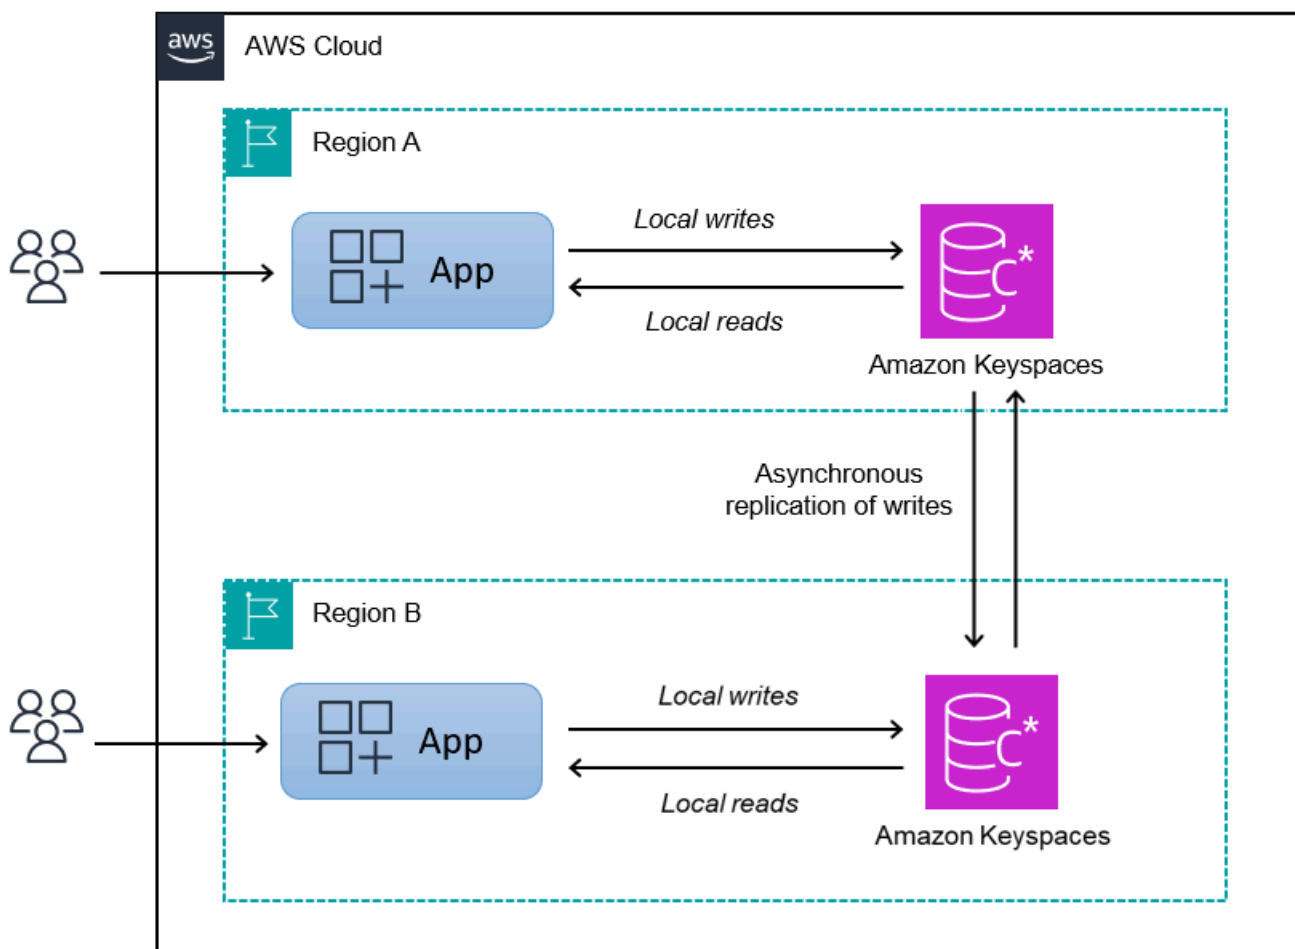 aws
AWS Cloud
Region A
App
Local writes
Local reads
C*
Amazon Keyspaces
Asynchronous
replication of writes
Region B
App
Local writes
Local reads
C*
Amazon Keyspaces